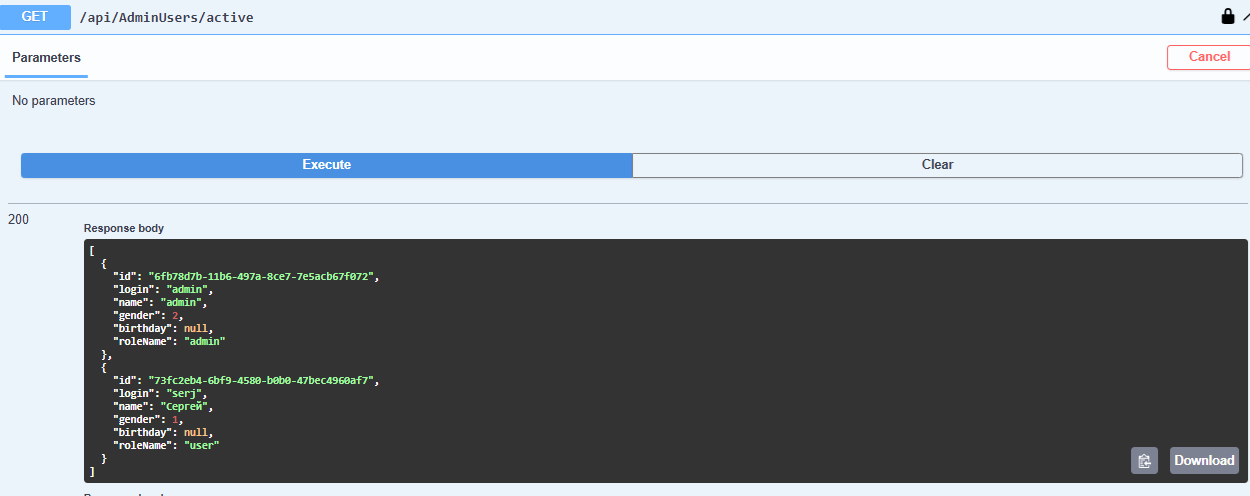 GET /api/AdminUsers/active
Parameters
Cancel
No parameters
Execute
Clear
200
Response body
[
  {
    "id": "6fb78d7b-11b6-497a-8ce7-7e5acb67f072",
    "login": "admin",
    "name": "admin",
    "gender": 2,
    "birthday": null,
    "roleName": "admin"
  },
  {
    "id": "73fc2eb4-6bf9-4580-b0b0-47bec4960af7",
    "login": "serj",
    "name": "Сергей",
    "gender": 1,
    "birthday": null,
    "roleName": "user"
  }
]
Download